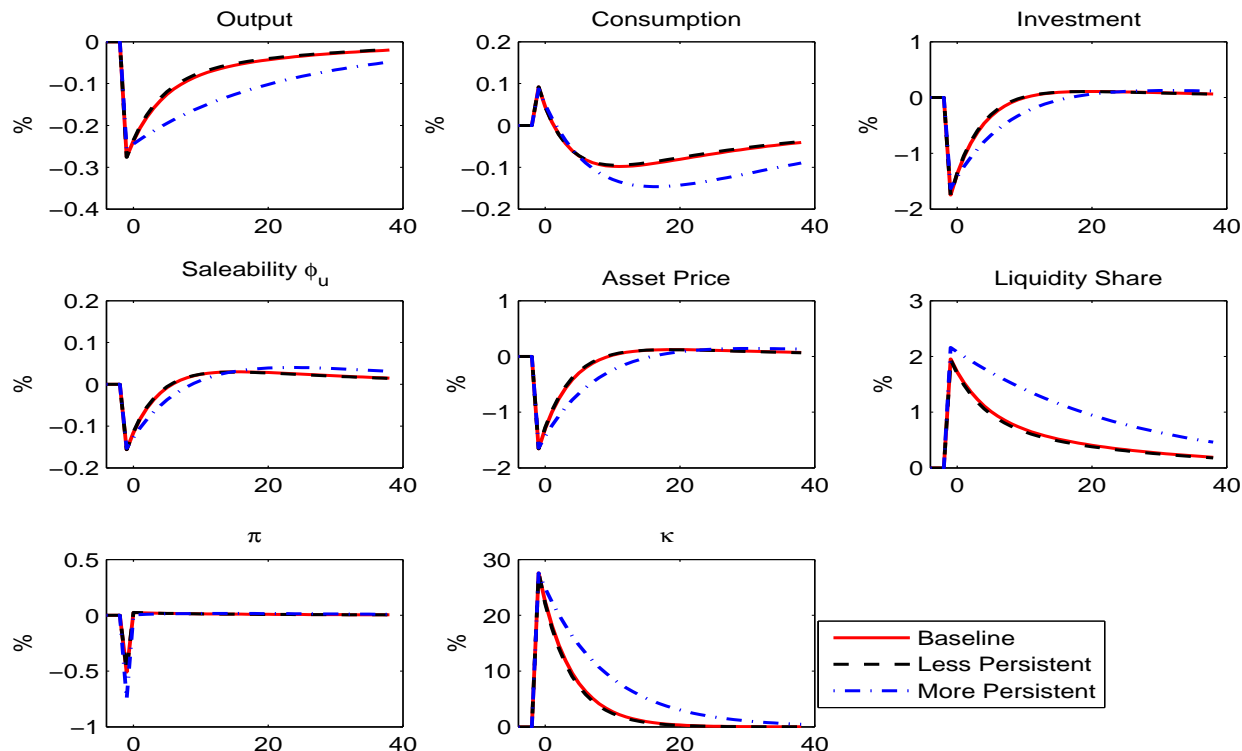 Output
Consumption
Investment
%
0
−0.1
−0.2
−0.3
−0.4
0 20 40
%
0.2
0.1
0
−0.1
0.2
0 20 40
%
1
0
−1
−2
0 20 40
Saleability ϕu
Asset Price
Liquidity Share
%
0.2
0.1
0
−0.1
0.2
0 20 40
%
1
0
−1
−2
0 20 40
%
3
2
1
0
0 20 40
π
κ
%
0.5
0
−0.5
−1
0 20 40
%
30
20
10
0
0 20 40
Baseline
Less Persistent
More Persistent